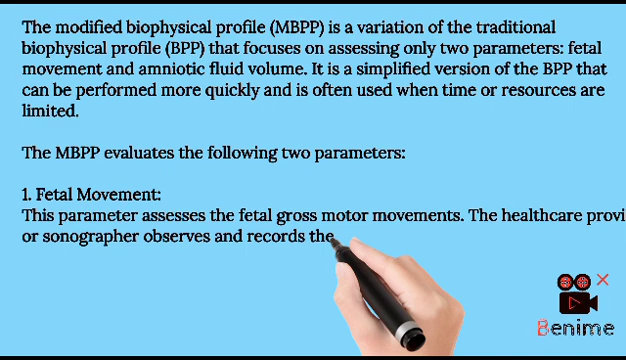 The modified biophysical profile (MBPP) is a variation of the traditional
biophysical profile (BPP) that focuses on assessing only two parameters: fetal
movement and amniotic fluid volume. It is a simplified version of the BPP that
can be performed more quickly and is often used when time or resources are
limited.
The MBPP evaluates the following two parameters:
1. Fetal Movement:
This parameter assesses the fetal gross motor movements. The healthcare provi
or sonographer observes and records the
Benime